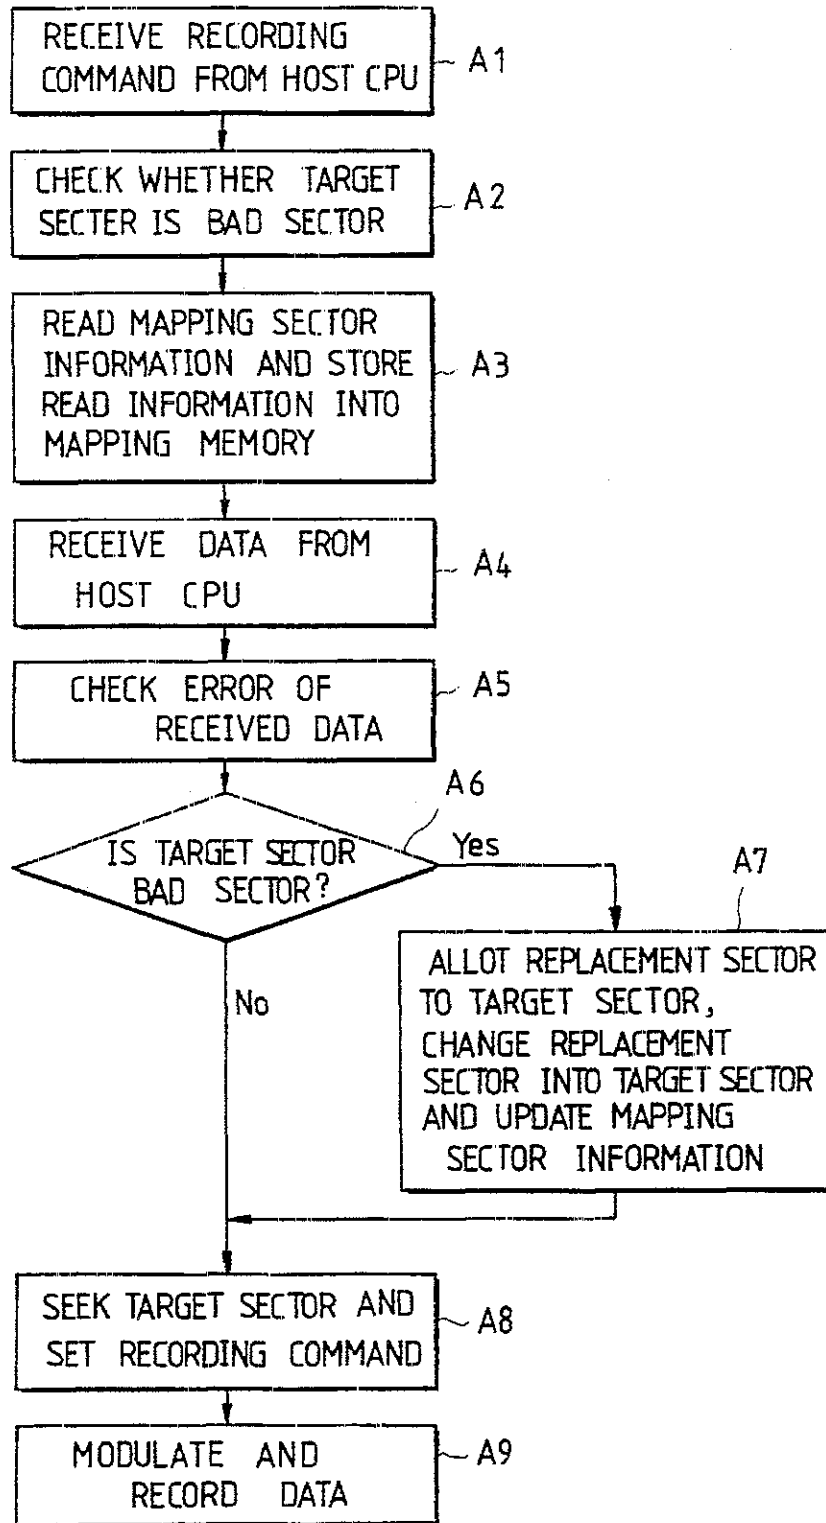 RECEIVE RECORDING
COMMAND FROM HOST CPU
A1
CHECK WHETHER TARGET
SECTER IS BAD SECTOR
A2
READ MAPPING SECTOR
INFORMATION AND STORE
READ INFORMATION INTO
MAPPING MEMORY
A3
RECEIVE DATA FROM
HOST CPU
A4
CHECK ERROR OF
RECEIVED DATA
A5
A6
IS TARGET SECTOR
BAD SECTOR?
Yes
No
A7
ALLOT REPLACEMENT SECTOR
TO TARGET SECTOR,
CHANGE REPLACEMENT
SECTOR INTO TARGET SECTOR
AND UPDATE MAPPING
SECTOR INFORMATION
SEEK TARGET SECTOR AND
SET RECORDING COMMAND
A8
MODULATE AND
RECORD DATA
A9